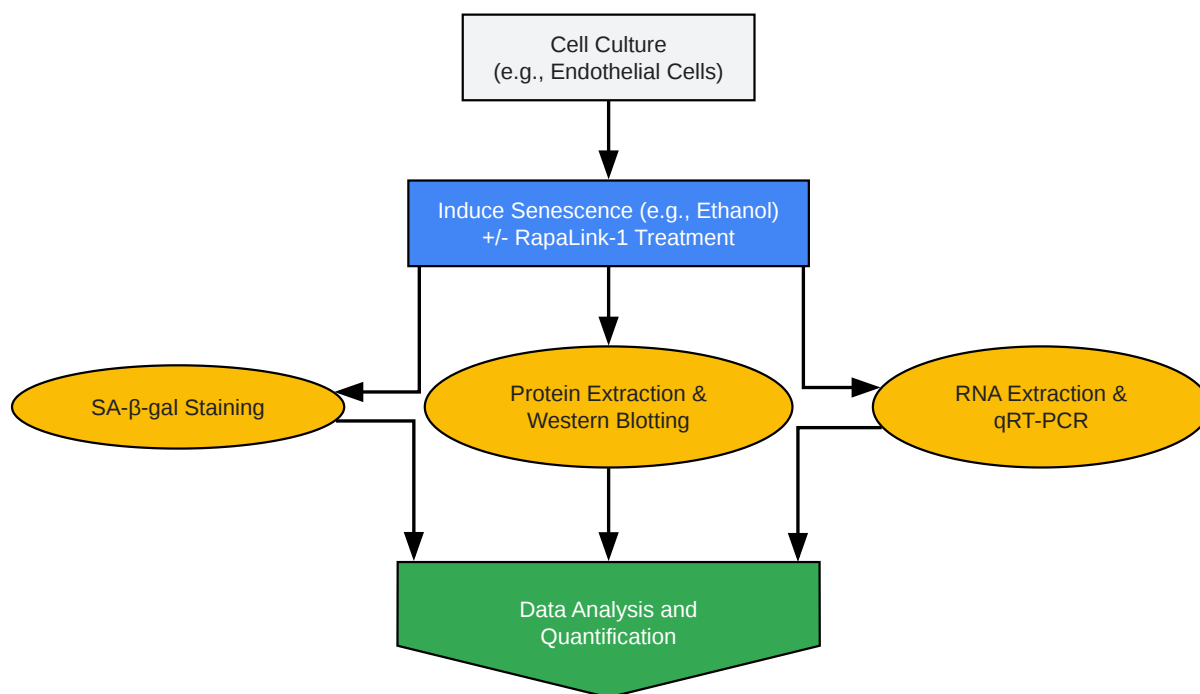 Cell Culture
(e.g., Endothelial Cells)
Induce Senescence (e.g., Ethanol)
+/- RapaLink-1 Treatment
SA-β-gal Staining
Protein Extraction &
Western Blotting
RNA Extraction &
qRT-PCR
Data Analysis and
Quantification